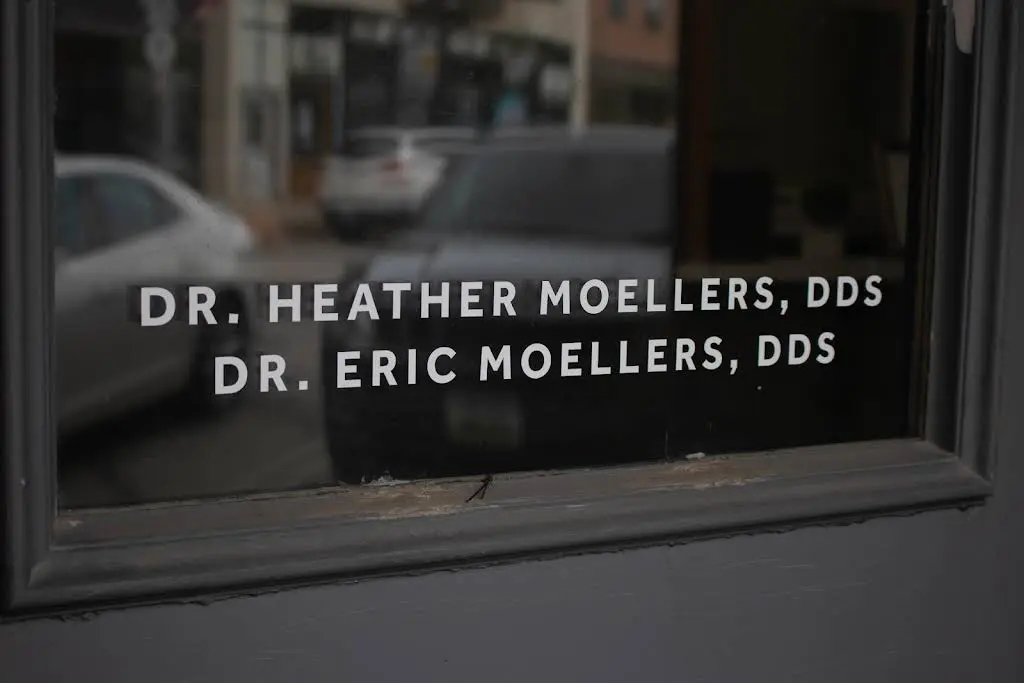 DR. HEATHER MOELLERS, DDS
DR. ERIC MOELLERS, DDS